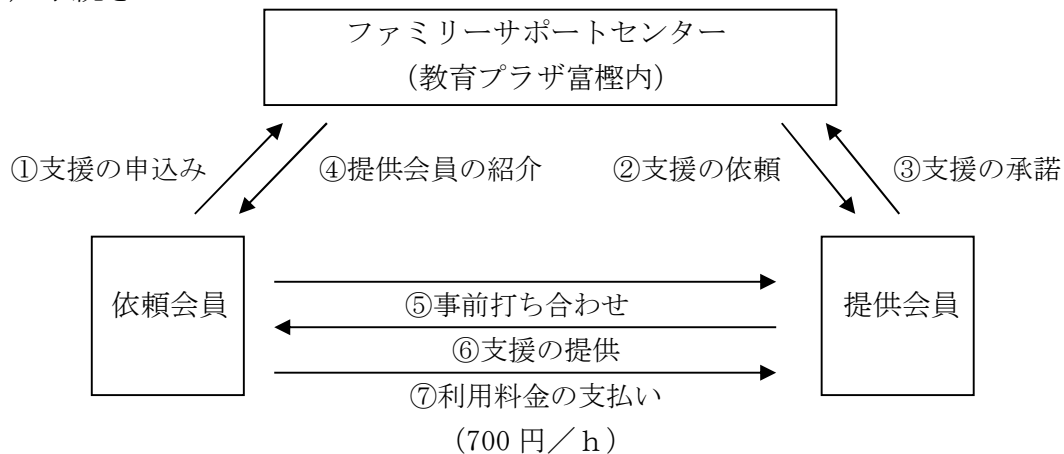 ファミリーサポートセンター
(教育プラザ富樫内)
①支援の申込み
④提供会員の紹介
②支援の依頼
③支援の承諾
依頼会員
提供会員
⑤事前打ち合わせ
⑥支援の提供
⑦利用料金の支払い
(700 円／ｈ)